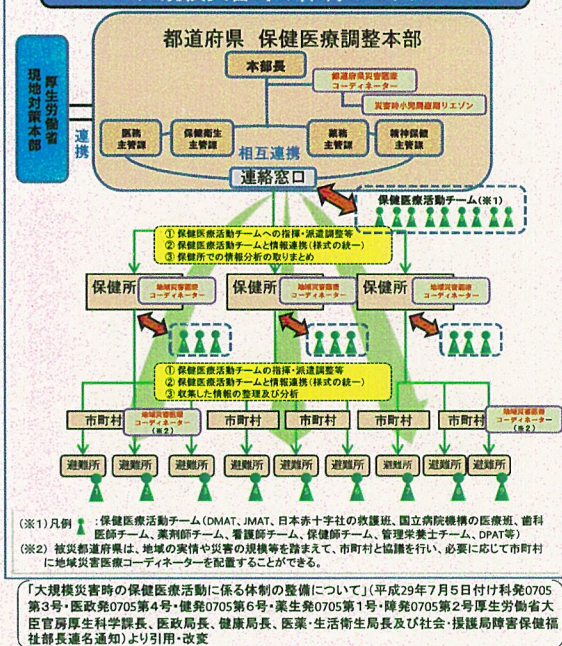 都道府県 保健医療調整本部
本部長
都道府県災害医療
コーディネーター
災害時小児周産期リエゾン
厚生労働省
現地対策本部
連携
医務
主管課
保健衛生
主管課
薬務
主管課
精神保健
主管課
相互連携
連絡窓口
保健医療活動チーム(※1)
① 保健医療活動チームへの指揮・派遣調整等
② 保健医療活動チームと情報連携(様式の統一)
③ 保健所での情報分析の取りまとめ
保健所
地域災害医療
コーディネーター
保健所
地域災害医療
コーディネーター
保健所
地域災害医療
コーディネーター
① 保健医療活動チームの指揮・派遣調整等
② 保健医療活動チームと情報連携(様式の統一)
③ 収集した情報の整理及び分析
市町村
地域災害医療
コーディネーター
(※2)
市町村
市町村
市町村
市町村
地域災害医療
コーディネーター
(※2)
避難所
避難所
避難所
避難所
避難所
避難所
避難所
避難所
避難所
(※1)凡例 :保健医療活動チーム(DMAT、JMAT、日本赤十字社の救護班、国立病院機構の医療班、歯科
医師チーム、薬剤師チーム、看護師チーム、保健師チーム、管理栄養士チーム、DPAT等)
(※2) 被災都道府県は、地域の実情や災害の規模等を踏まえて、市町村と協議を行い、必要に応じて市町村
に地域災害医療コーディネーターを配置することができる。
「大規模災害時の保健医療活動に係る体制の整備について」(平成29年7月5日付け科発0705
第3号・医政発0705第4号・健発0705第6号・薬生発0705第1号・障発0705第2号厚生労働省大
臣官房厚生科学課長、医政局長、健康局長、医薬・生活衛生局長及び社会・援護局障害保健福
祉部長連名通知)より引用・改変